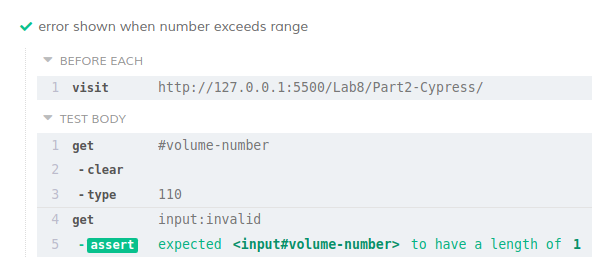 error shown when number exceeds range
BEFORE EACH
1 visit http://127.0.0.1:5500/Lab8/Part2-Cypress/
TEST BODY
1 get #volume-number
2 -clear
3 -type 110
4 get input:invalid
5 -assert expected <input#volume-number> to have a length of 1